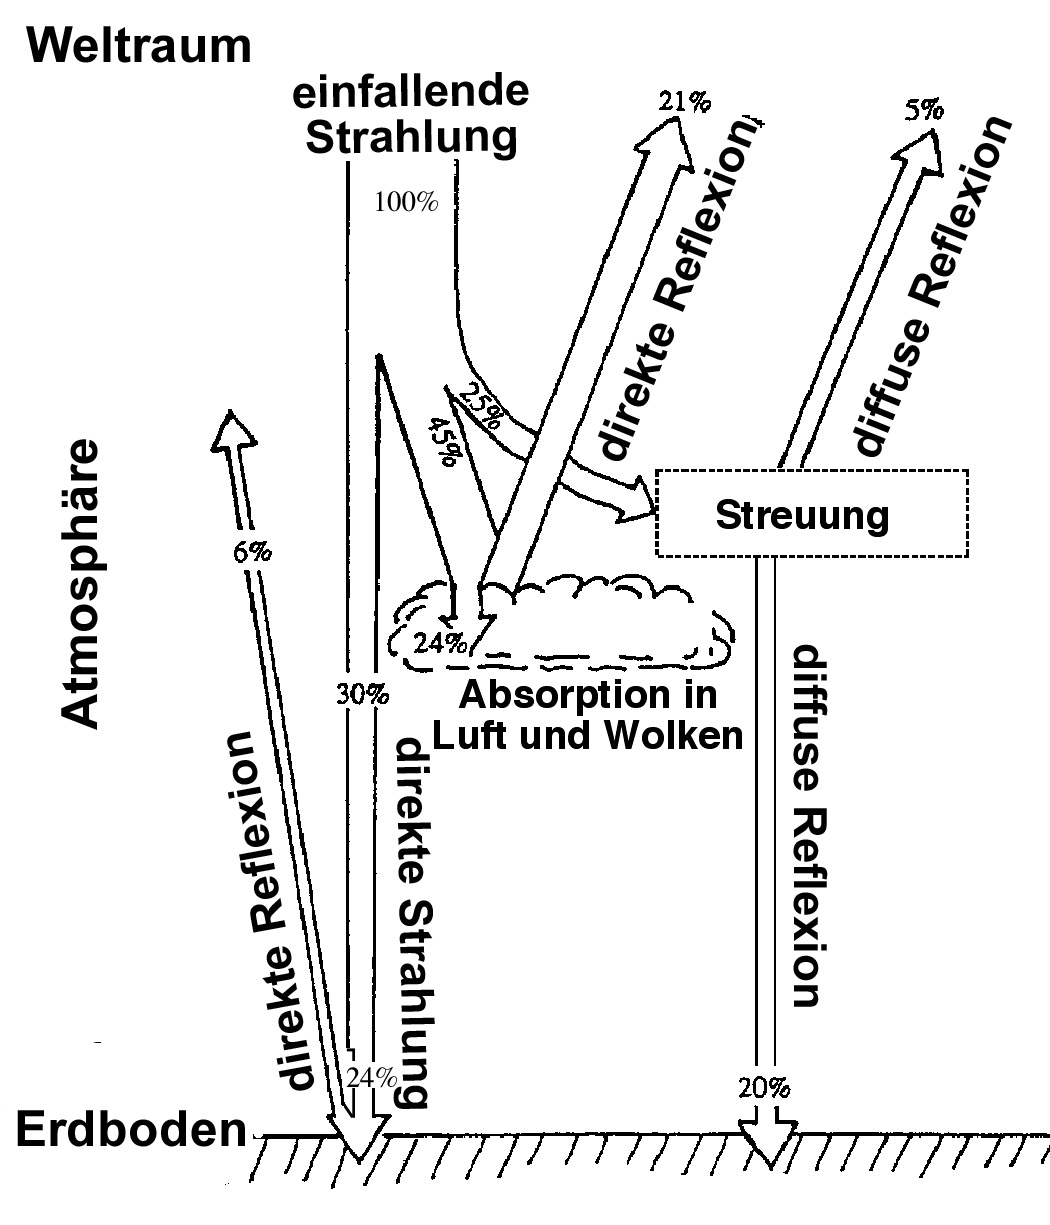 Weltraum
einfallende
Strahlung
100%
21%
5%
direkte Reflexion
diffuse Reflexion
25%
45%
Atmosphäre
6%
Streuung
24%
30%
Absorption in
Luft und Wolken
direkte Reflexion
direkte Strahlung
diffuse Reflexion
24%
20%
Erdboden